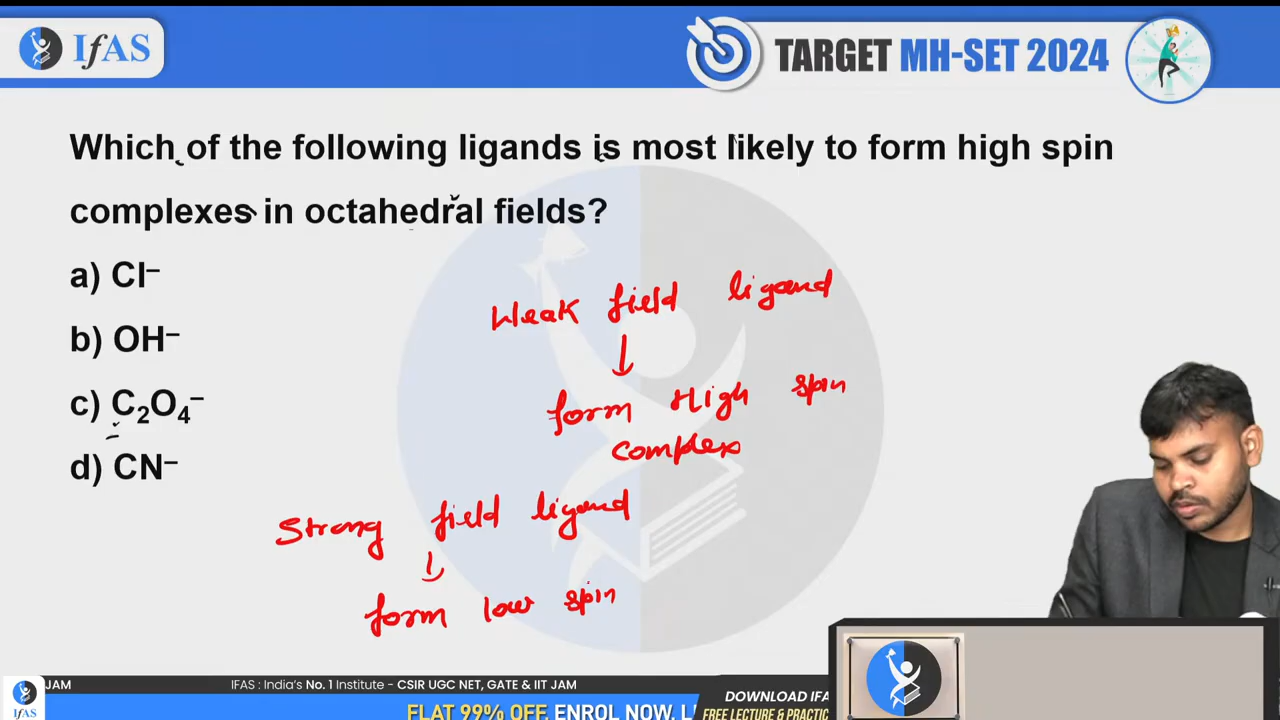 IfAS
TARGET MH-SET 2024
Which of the following ligands is most likely to form high spin
complexes in octahedral fields?
a) Cl⁻
b) OH⁻
c) C₂O₄⁻
d) CN⁻
Weak field ligand
↓
form High spin
complex
Strong field ligand
↓
form low spin
JAM
IFAS : India's No. 1 Institute - CSIR UGC NET, GATE & IIT JAM
IfAS
FLAT 99% OFF, ENROL NOW, L
DOWNLOAD IFA
FREE LECTURE & PRACTIC